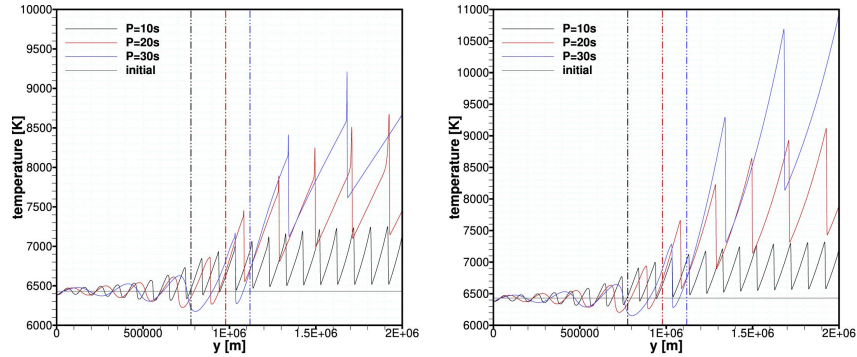 10000
9500
9000
8500
8000
7500
7000
6500
6000
temperature [K]
P=10s
P=20s
P=30s
initial
0
500000
1E+06
1.5E+06
2E+06
y [m]
11000
10500
10000
9500
9000
8500
8000
7500
7000
6500
6000
temperature [K]
P=10s
P=20s
P=30s
initial
0
500000
1E+06
1.5E+06
2E+06
y [m]